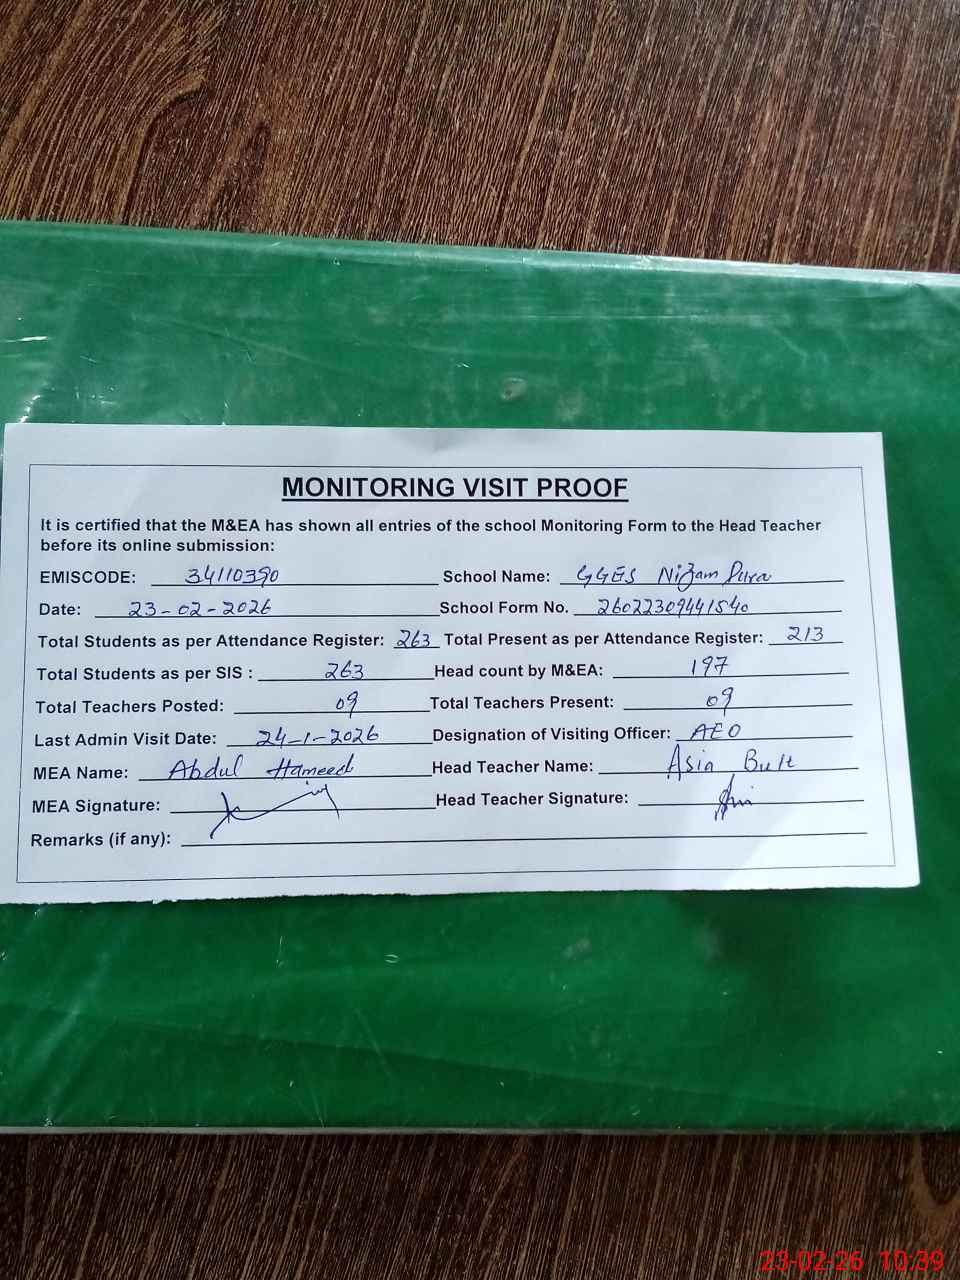 MONITORING VISIT PROOF
It is certified that the M&EA has shown all entries of the school Monitoring Form to the Head Teacher
before its online submission:
EMISCODE: 34110390 School Name: GGES Nizam Pura
Date: 23-02-2026 School Form No. 26022309441540
Total Students as per Attendance Register: 263 Total Present as per Attendance Register: 213
Total Students as per SIS : 263 Head count by M&EA: 197
Total Teachers Posted: 09 Total Teachers Present: 09
Last Admin Visit Date: 24-1-2026 Designation of Visiting Officer: AEO
MEA Name: Abdul Hameed Head Teacher Name: Asia Butt
MEA Signature: Head Teacher Signature:
Remarks (if any):
23-02-26 10:39